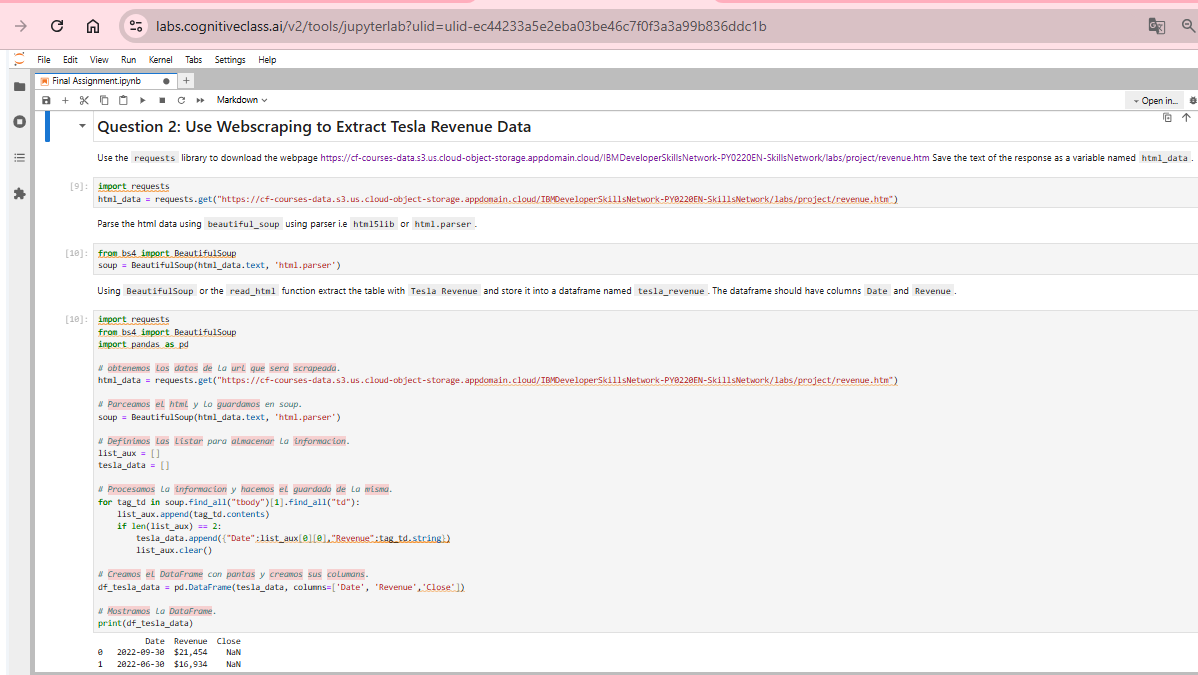 labs.cognitiveclass.ai/v2/tools/jupyterlab?ulid=ulid-ec44233a5e2eba03be46c7f0f3a3a99b836ddc1b
File Edit View Run Kernel Tabs Settings Help
Final Assignment.ipynb
Markdown
Open in...
Question 2: Use Webscraping to Extract Tesla Revenue Data
Use the requests library to download the webpage https://cf-courses-data.s3.us.cloud-object-storage.appdomain.cloud/IBMDeveloperSkillsNetwork-PY0220EN-SkillsNetwork/labs/project/revenue.htm Save the text of the response as a variable named html_data .
[9]: import requests
html_data = requests.get("https://cf-courses-data.s3.us.cloud-object-storage.appdomain.cloud/IBMDeveloperSkillsNetwork-PY0220EN-SkillsNetwork/labs/project/revenue.htm")
Parse the html data using beautiful_soup using parser i.e html5lib or html.parser .
[10]: from bs4 import BeautifulSoup
soup = BeautifulSoup(html_data.text, 'html.parser')
Using BeautifulSoup or the read_html function extract the table with Tesla Revenue and store it into a dataframe named tesla_revenue . The dataframe should have columns Date and Revenue .
[10]: import requests
from bs4 import BeautifulSoup
import pandas as pd
# obtenemos los datos de la url que sera scrapeada.
html_data = requests.get("https://cf-courses-data.s3.us.cloud-object-storage.appdomain.cloud/IBMDeveloperSkillsNetwork-PY0220EN-SkillsNetwork/labs/project/revenue.htm")
# Parceamos el html y lo guardamos en soup.
soup = BeautifulSoup(html_data.text, 'html.parser')
# Definimos las listar para almacenar la informacion.
list_aux = []
tesla_data = []
# Procesamos la informacion y hacemos el guardado de la misma.
for tag_td in soup.find_all("tbody")[1].find_all("td"):
list_aux.append(tag_td.contents)
if len(list_aux) == 2:
tesla_data.append({"Date":list_aux[0][0],"Revenue":tag_td.string})
list_aux.clear()
# Creamos el DataFrame con pantas y creamos sus columans.
df_tesla_data = pd.DataFrame(tesla_data, columns=['Date', 'Revenue','Close'])
# Mostramos la DataFrame.
print(df_tesla_data)
Date Revenue Close
0 2022-09-30 $21,454 NaN
1 2022-06-30 $16,934 NaN